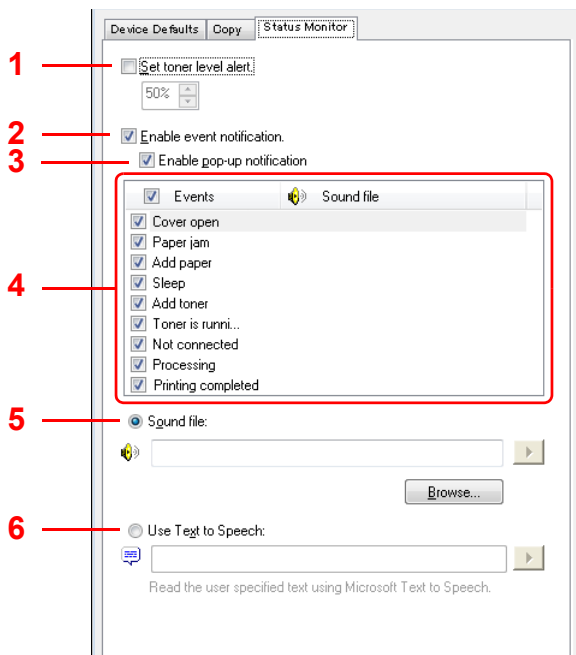 Device Defaults Copy Status Monitor
1 Set toner level alert.
50%
2 Enable event notification.
3 Enable pop-up notification
Events Sound file
Cover open
Paper jam
Add paper
4 Sleep
Add toner
Toner is runni...
Not connected
Processing
Printing completed
5 Sound file:
Browse...
6 Use Text to Speech:
Read the user specified text using Microsoft Text to Speech.